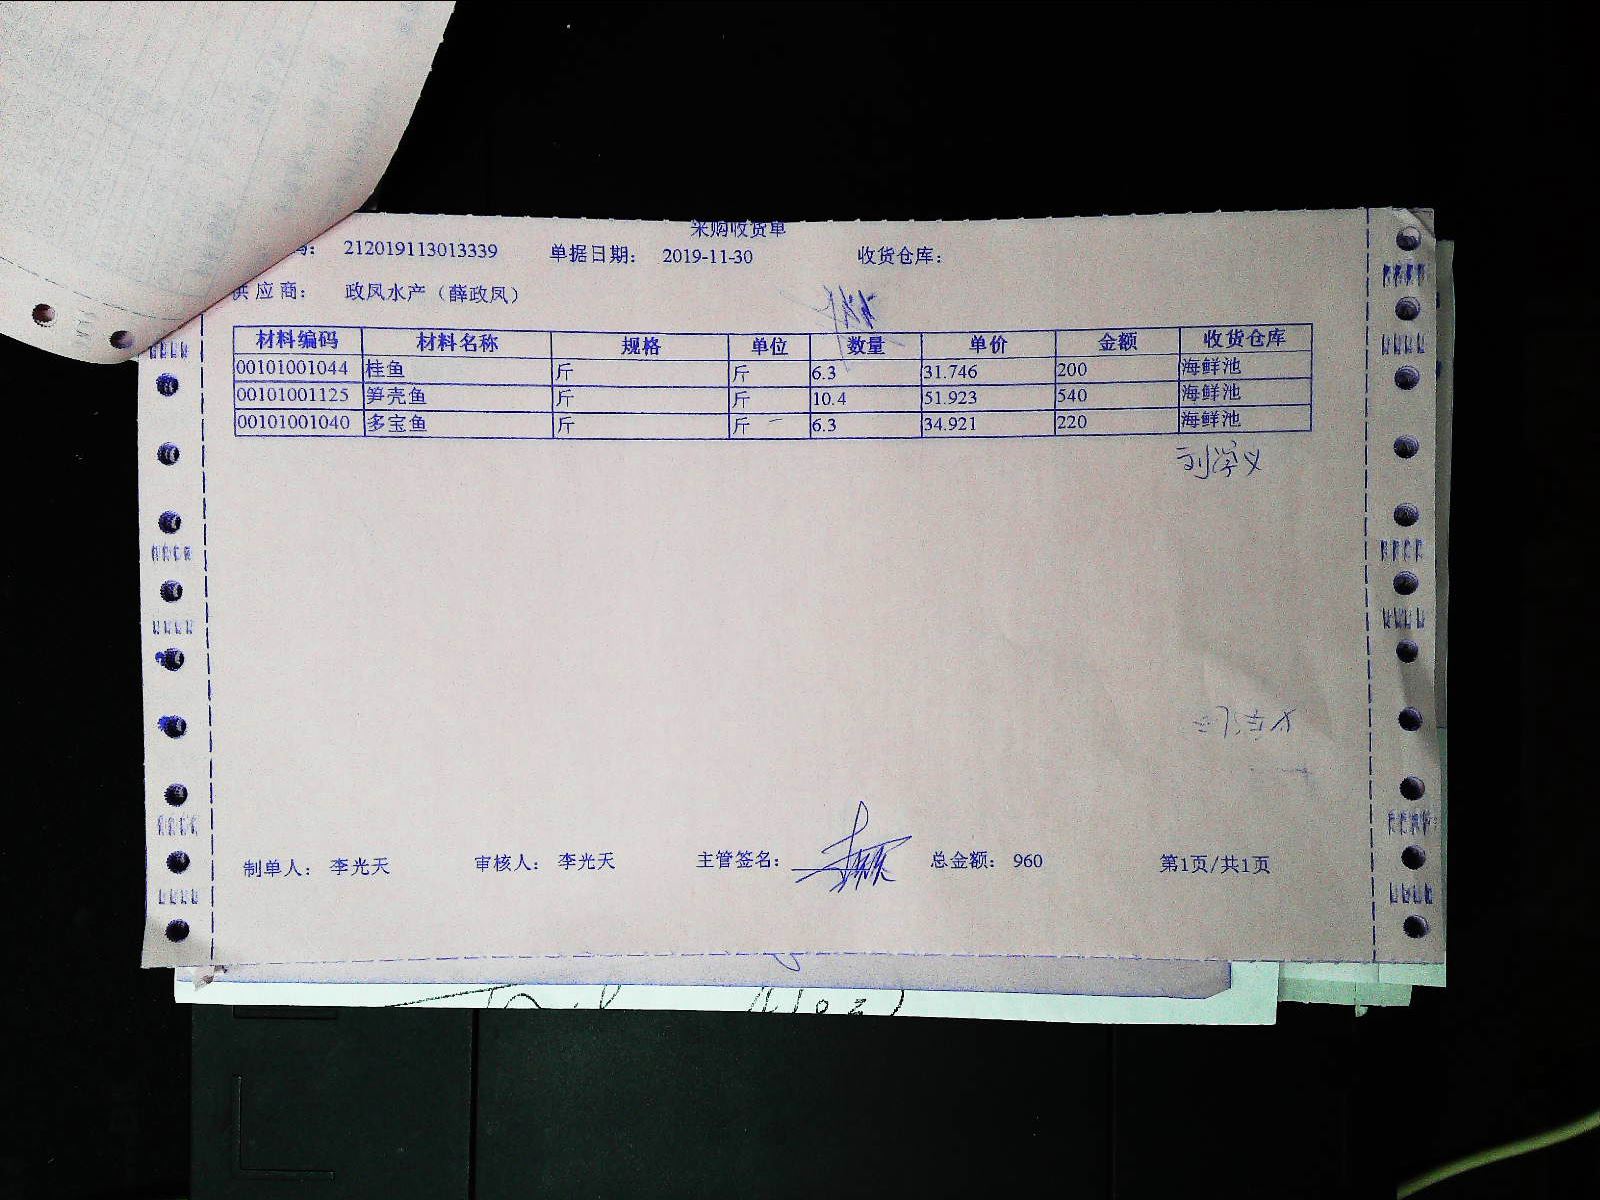 采购收货单
码： 212019113013339 单据日期： 2019-11-30 收货仓库：
供应商： 政凤水产（薛政凤）
材料编码 材料名称 规格 单位 数量 单价 金额 收货仓库
00101001044 桂鱼 斤 斤 6.3 31.746 200 海鲜池
00101001125 笋壳鱼 斤 斤 10.4 51.923 540 海鲜池
00101001040 多宝鱼 斤 斤 6.3 34.921 220 海鲜池
刘学义
制单人： 李光天 审核人： 李光天 主管签名： 总金额： 960 第1页/共1页